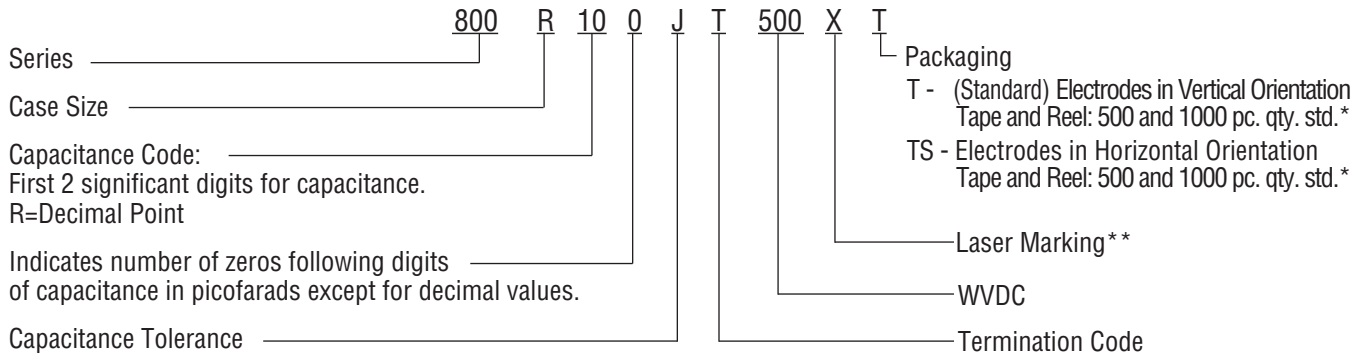 800 R 10 0 J T 500 X T
Series
Case Size
Capacitance Code:
First 2 significant digits for capacitance.
R=Decimal Point
Indicates number of zeros following digits
of capacitance in picofarads except for decimal values.
Capacitance Tolerance
Packaging
T - (Standard) Electrodes in Vertical Orientation
Tape and Reel: 500 and 1000 pc. qty. std.*
TS - Electrodes in Horizontal Orientation
Tape and Reel: 500 and 1000 pc. qty. std.*
Laser Marking**
WVDC
Termination Code